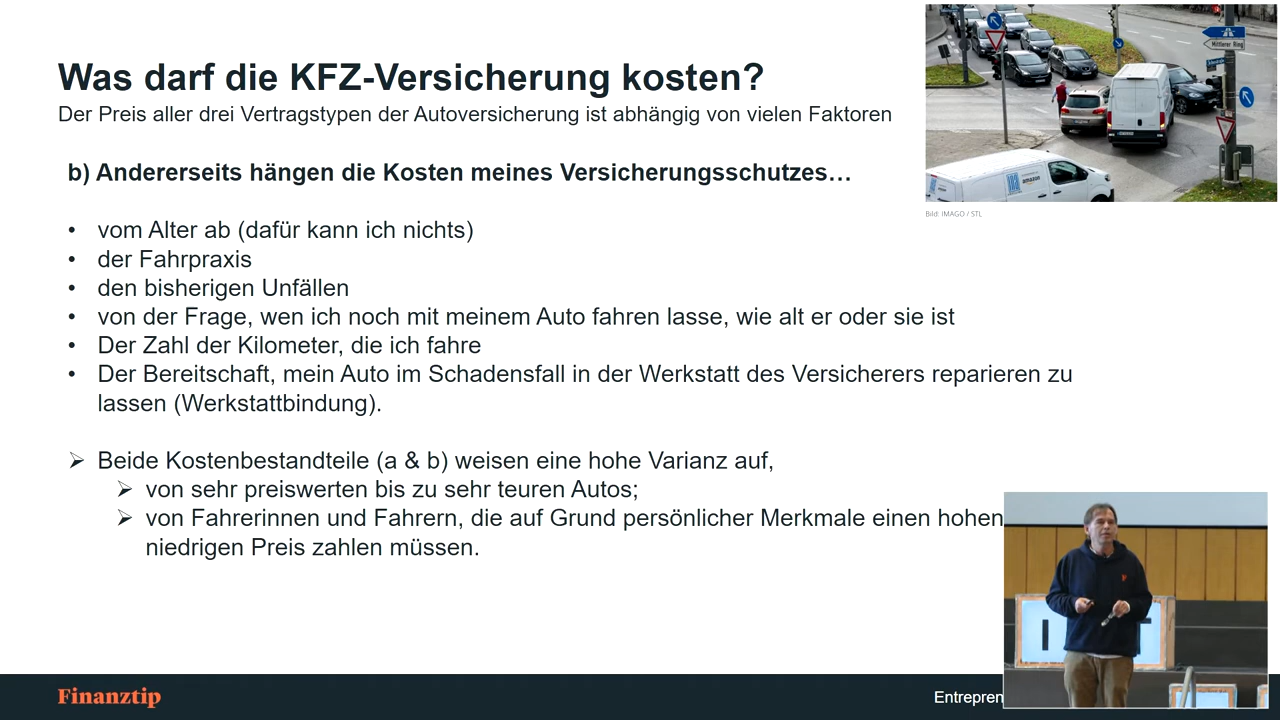 Was darf die KFZ-Versicherung kosten?
Der Preis aller drei Vertragstypen der Autoversicherung ist abhängig von vielen Faktoren
Mittlerer Ring
amazon
Bild: IMAGO / STL
b) Andererseits hängen die Kosten meines Versicherungsschutzes…
• vom Alter ab (dafür kann ich nichts)
• der Fahrpraxis
• den bisherigen Unfällen
• von der Frage, wen ich noch mit meinem Auto fahren lasse, wie alt er oder sie ist
• Der Zahl der Kilometer, die ich fahre
• Der Bereitschaft, mein Auto im Schadensfall in der Werkstatt des Versicherers reparieren zu
lassen (Werkstattbindung).
➢ Beide Kostenbestandteile (a & b) weisen eine hohe Varianz auf,
➢ von sehr preiswerten bis zu sehr teuren Autos;
➢ von Fahrerinnen und Fahrern, die auf Grund persönlicher Merkmale einen hohen
niedrigen Preis zahlen müssen.
Finanztip
Entrepren